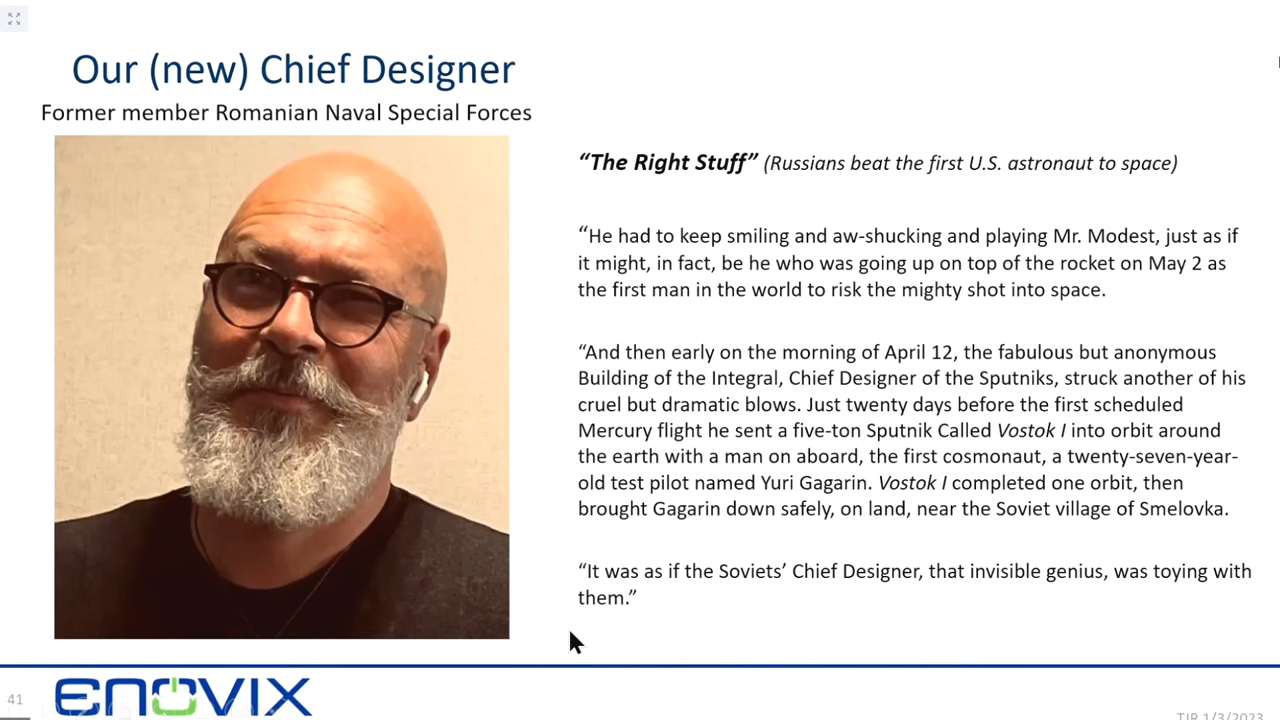 Our (new) Chief Designer
Former member Romanian Naval Special Forces
“The Right Stuff” (Russians beat the first U.S. astronaut to space)
“He had to keep smiling and aw-shucking and playing Mr. Modest, just as if
it might, in fact, be he who was going up on top of the rocket on May 2 as
the first man in the world to risk the mighty shot into space.
“And then early on the morning of April 12, the fabulous but anonymous
Building of the Integral, Chief Designer of the Sputniks, struck another of his
cruel but dramatic blows. Just twenty days before the first scheduled
Mercury flight he sent a five-ton Sputnik Called Vostok I into orbit around
the earth with a man on aboard, the first cosmonaut, a twenty-seven-year-
old test pilot named Yuri Gagarin. Vostok I completed one orbit, then
brought Gagarin down safely, on land, near the Soviet village of Smelovka.
“It was as if the Soviets’ Chief Designer, that invisible genius, was toying with
them.”
41
ENOVIX
TJR 1/3/2023